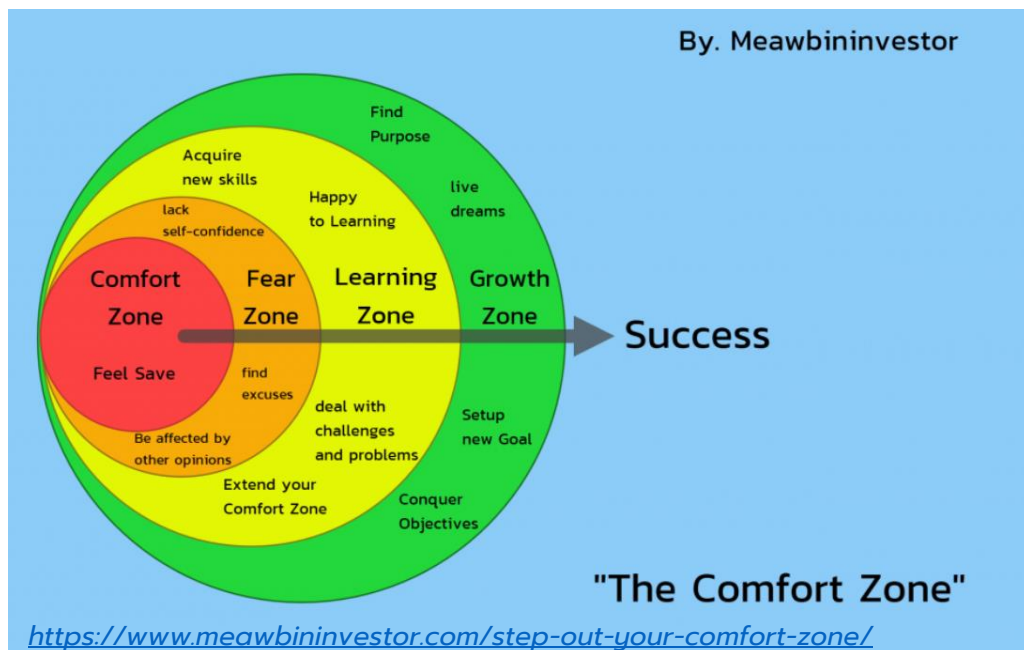 By. Meawbininvestor
Find
Purpose
Acquire
new skills
live
dreams
Happy
to Learning
lack
self-confidence
Comfort
Zone
Fear
Zone
Learning
Zone
Growth
Zone
Success
Feel Save
find
excuses
deal with
challenges
and problems
Setup
new Goal
Be affected by
other opinions
Extend your
Comfort Zone
Conquer
Objectives
"The Comfort Zone"
https://www.meawbininvestor.com/step-out-your-comfort-zone/